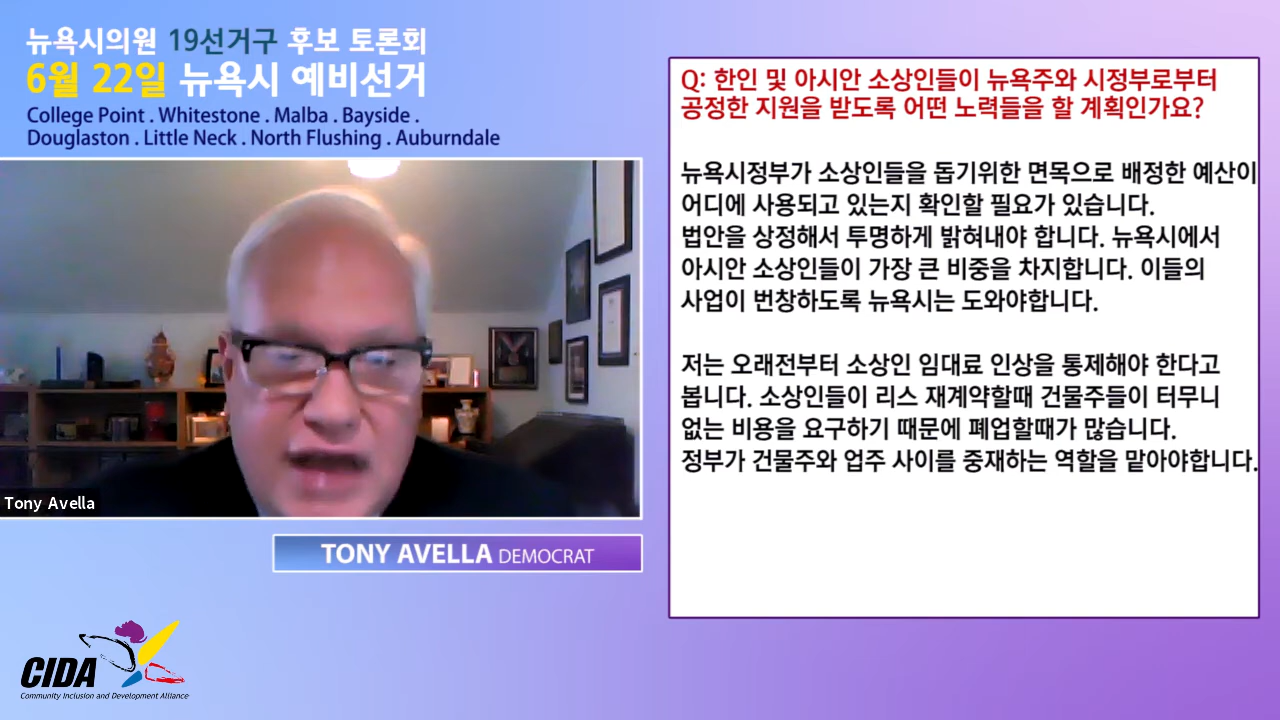 뉴욕시의원 19선거구 후보 토론회
6월 22일 뉴욕시 예비선거
College Point . Whitestone . Malba . Bayside .
Douglaston . Little Neck . North Flushing . Auburndale
Tony Avella
TONY AVELLA DEMOCRAT
CIDA
Community Inclusion and Development Alliance
Q: 한인 및 아시안 소상인들이 뉴욕주와 시정부로부터
공정한 지원을 받도록 어떤 노력들을 할 계획인가요?
뉴욕시정부가 소상인들을 돕기위한 면목으로 배정한 예산이
어디에 사용되고 있는지 확인할 필요가 있습니다.
법안을 상정해서 투명하게 밝혀내야 합니다. 뉴욕시에서
아시안 소상인들이 가장 큰 비중을 차지합니다. 이들의
사업이 번창하도록 뉴욕시는 도와야합니다.
저는 오래전부터 소상인 임대료 인상을 통제해야 한다고
봅니다. 소상인들이 리스 재계약할때 건물주들이 터무니
없는 비용을 요구하기 때문에 폐업할때가 많습니다.
정부가 건물주와 업주 사이를 중재하는 역할을 맡아야합니다.